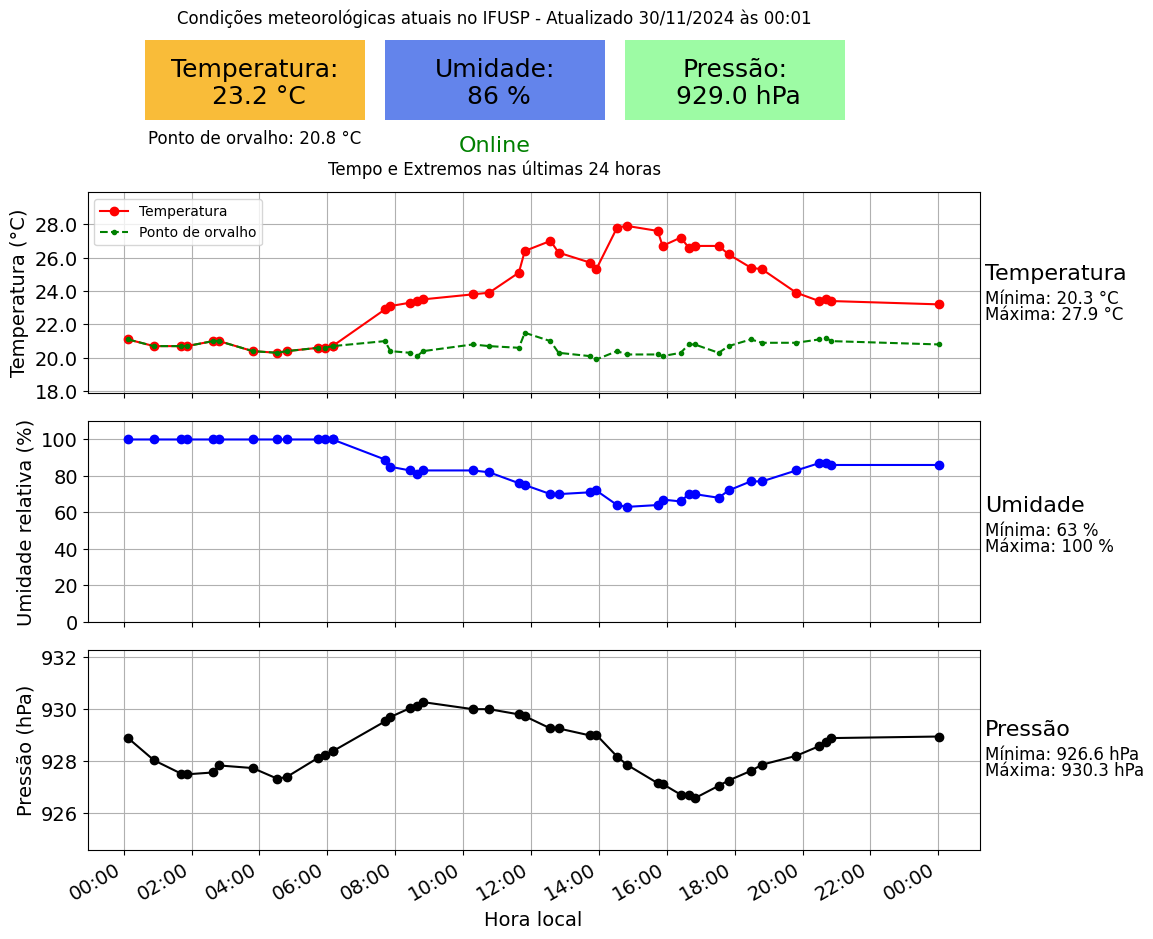 Condições meteorológicas atuais no IFUSP - Atualizado 30/11/2024 às 00:01
Temperatura:
23.2 °C
Umidade:
86 %
Pressão:
929.0 hPa
Ponto de orvalho: 20.8 °C
Online
Tempo e Extremos nas últimas 24 horas
Temperatura
Ponto de orvalho
Temperatura (°C)
28.0
26.0
24.0
22.0
20.0
18.0
Temperatura
Mínima: 20.3 °C
Máxima: 27.9 °C
Umidade relativa (%)
100
80
60
40
20
0
Umidade
Mínima: 63 %
Máxima: 100 %
Pressão (hPa)
932
930
928
926
Pressão
Mínima: 926.6 hPa
Máxima: 930.3 hPa
00:00 02:00 04:00 06:00 08:00 10:00 12:00 14:00 16:00 18:00 20:00 22:00 00:00
Hora local